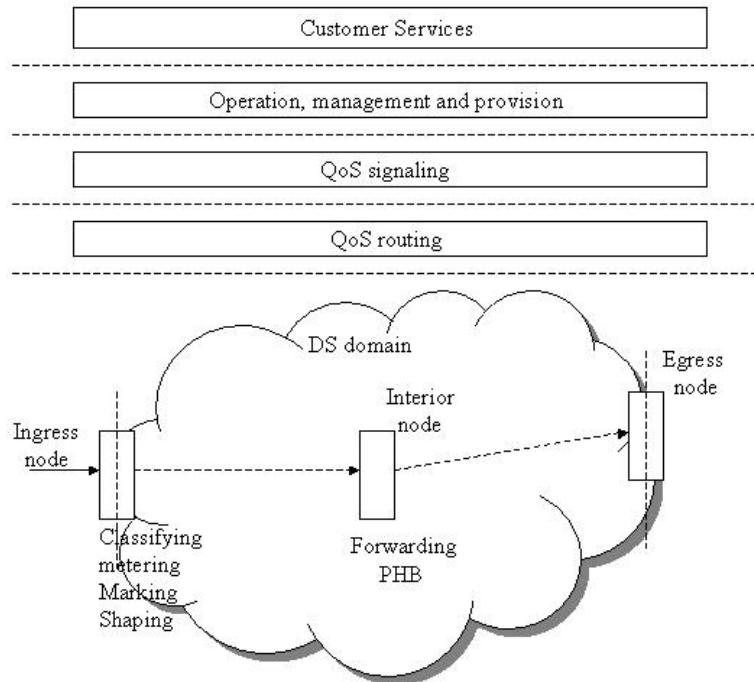 Customer Services
Operation, management and provision
QoS signaling
QoS routing
DS domain
Egress
node
Interior
node
Ingress
node
Classifying
metering
Marking
Shaping
Forwarding
PHB